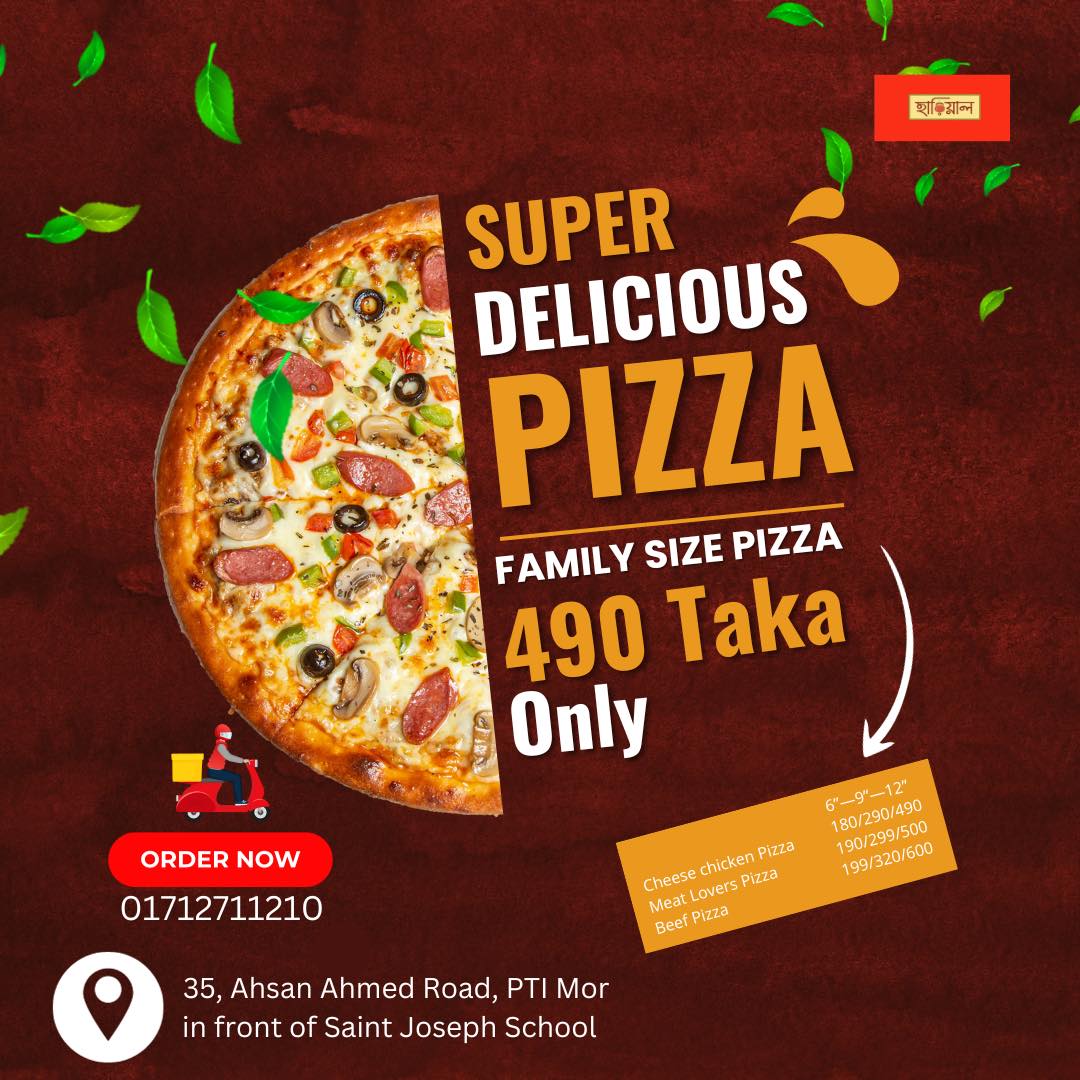 হারিয়াল
SUPER
DELICIOUS
PIZZA
FAMILY SIZE PIZZA
490 Taka
Only
6”—9“—12”
Cheese chicken Pizza 180/290/490
Meat Lovers Pizza 190/299/500
Beef Pizza 199/320/600
ORDER NOW
01712711210
35, Ahsan Ahmed Road, PTI Mor
in front of Saint Joseph School